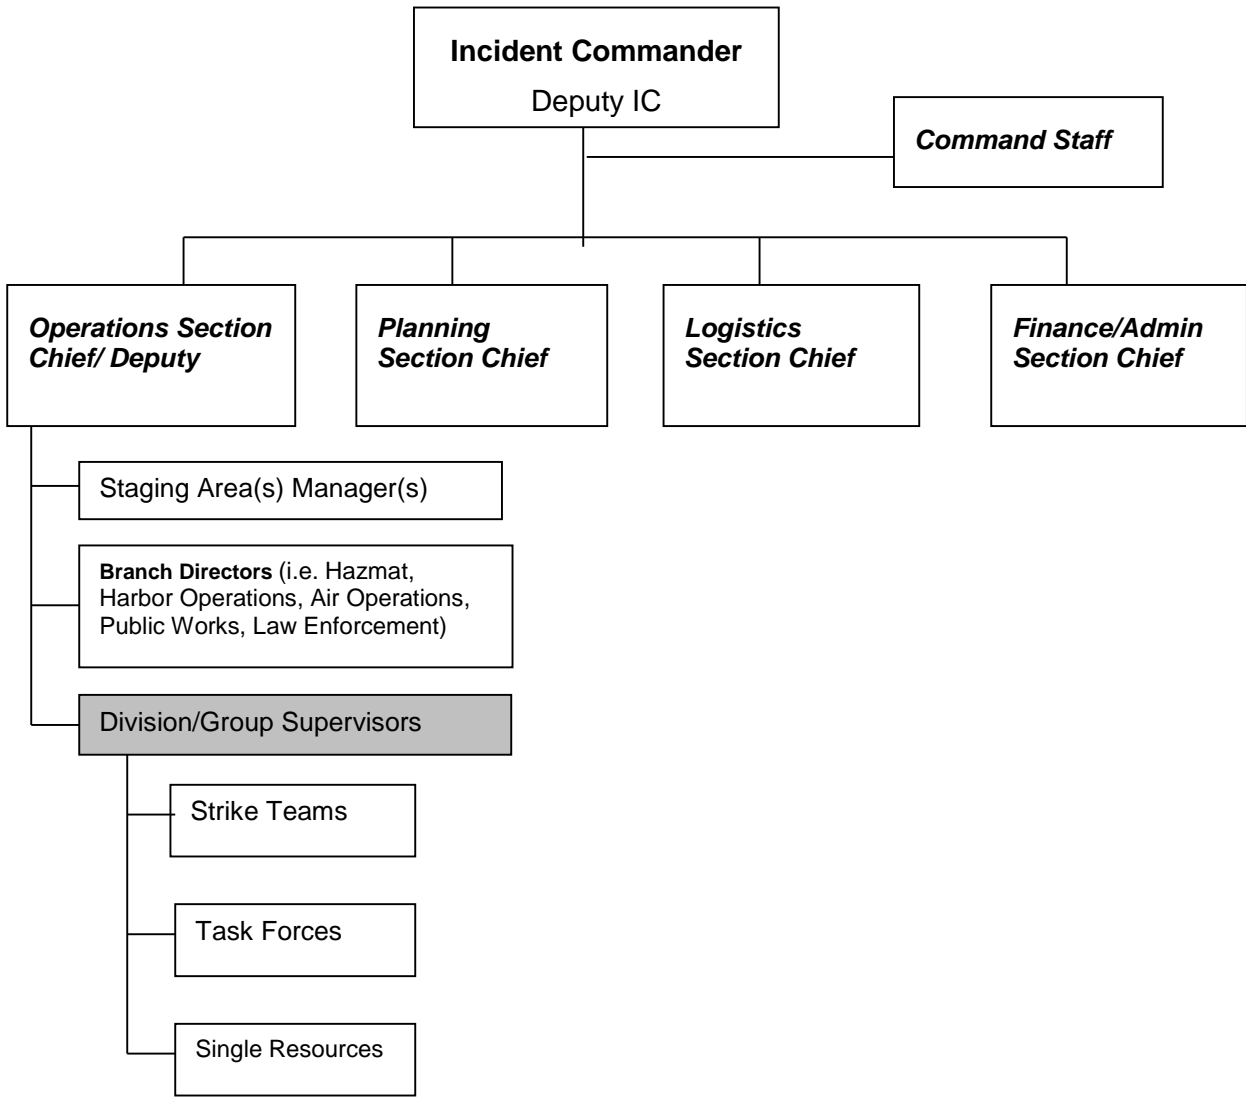 Incident Commander
Deputy IC
Command Staff
Operations Section
Chief/ Deputy
Planning
Section Chief
Logistics
Section Chief
Finance/Admin
Section Chief
Staging Area(s) Manager(s)
Branch Directors (i.e. Hazmat,
Harbor Operations, Air Operations,
Public Works, Law Enforcement)
Division/Group Supervisors
Strike Teams
Task Forces
Single Resources